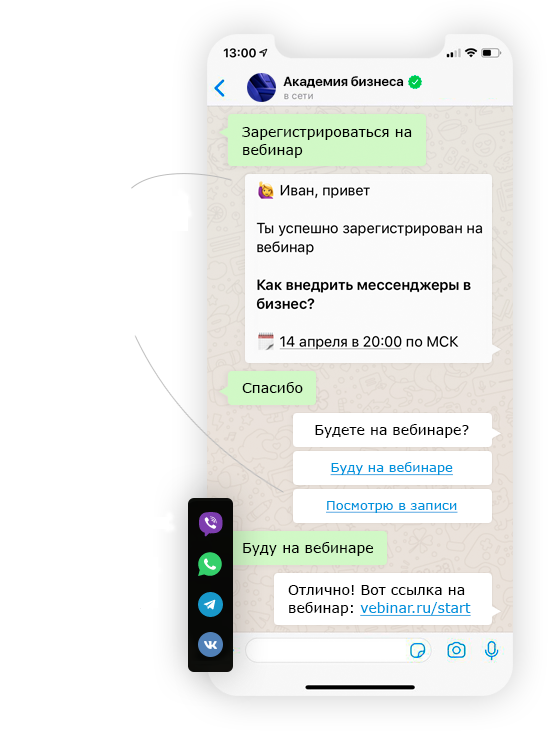 13:00
Академия бизнеса
в сети
Зарегистрироваться на
вебинар
Иван, привет
Ты успешно зарегистрирован на
вебинар
Как внедрить мессенджеры в
бизнес?
14 апреля в 20:00 по МСК
Спасибо
Будете на вебинаре?
Буду на вебинаре
Посмотрю в записи
Буду на вебинаре
Отлично! Вот ссылка на
вебинар: vebinar.ru/start